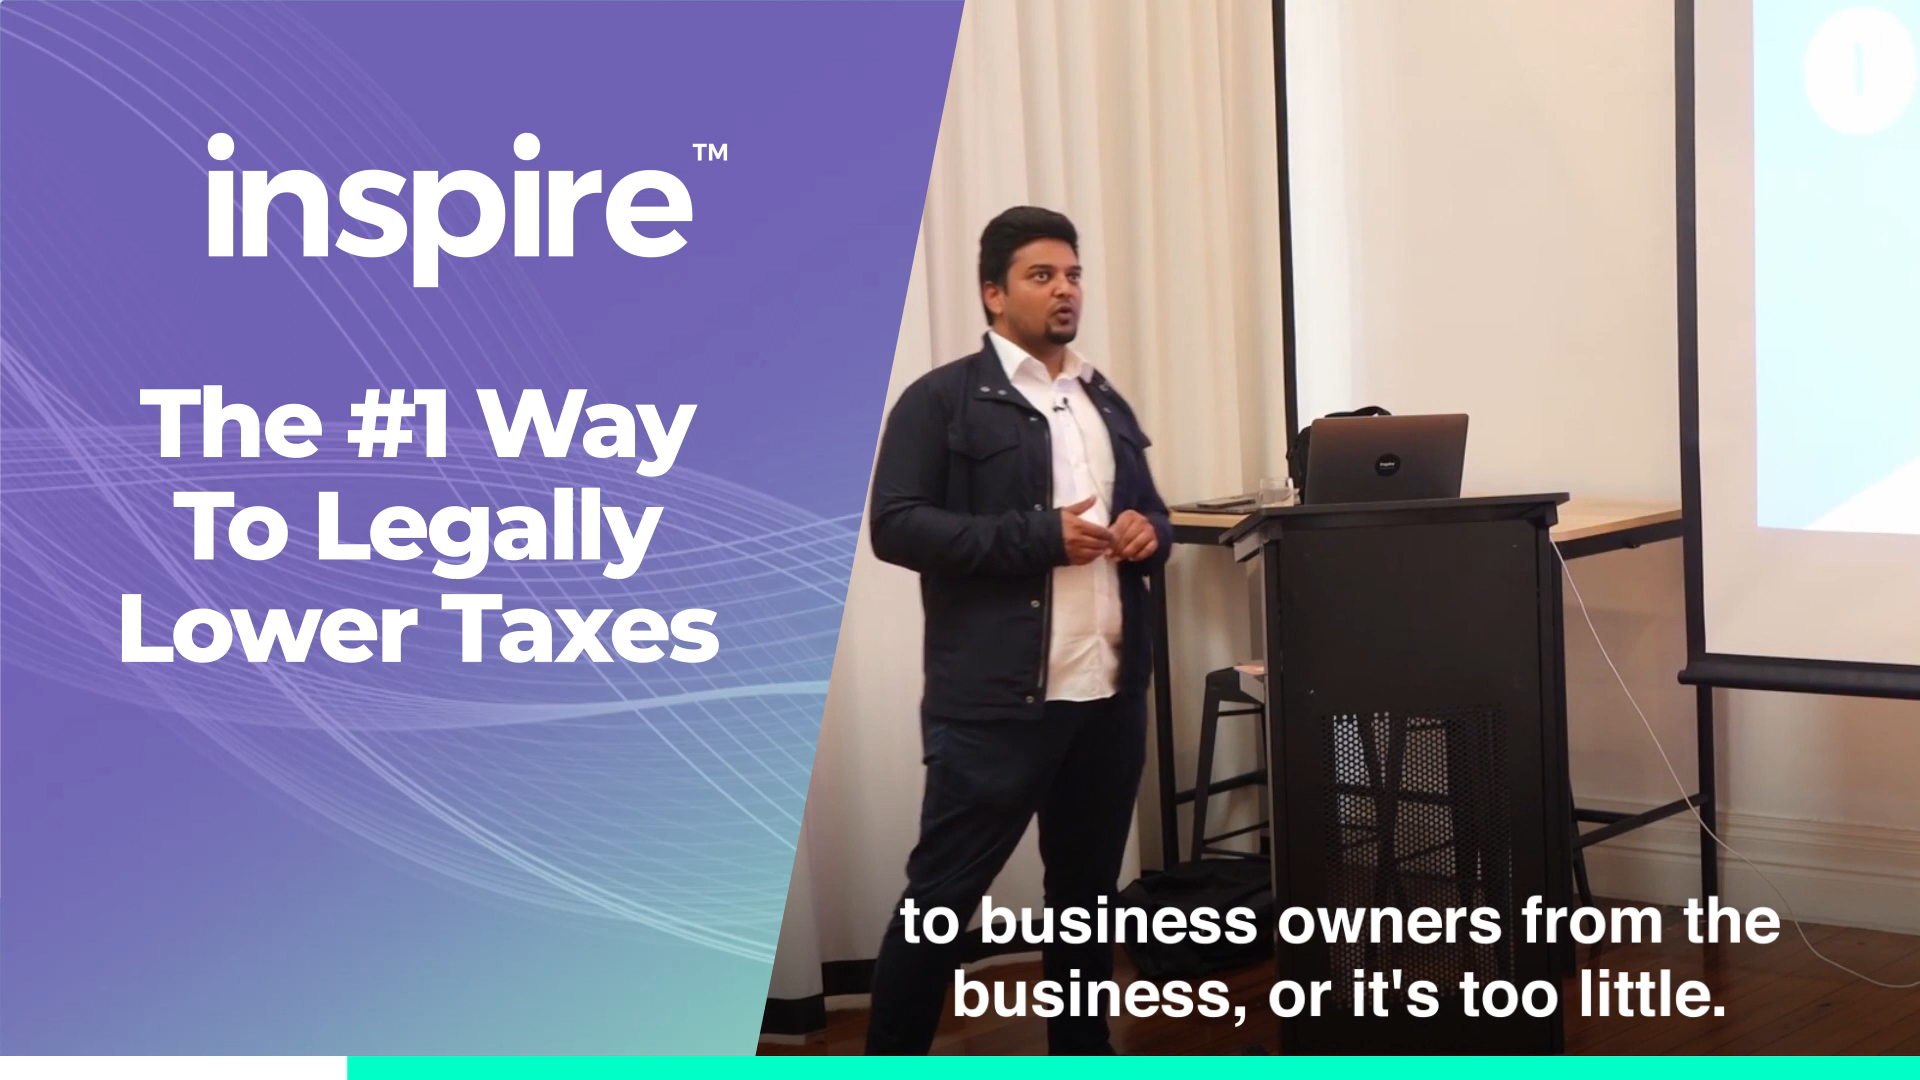 inspire™
The #1 Way
To Legally
Lower Taxes
to business owners from the
business, or it's too little.